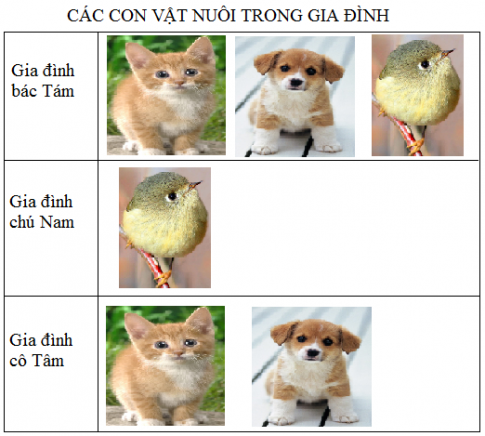 CÁC CON VẬT NUÔI TRONG GIA ĐÌNH
Gia đình
bác Tám
Gia đình
chú Nam
Gia đình
cô Tâm